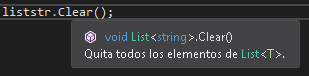 liststr.Clear();
void List<string>.Clear()
Quita todos los elementos de List<T>.